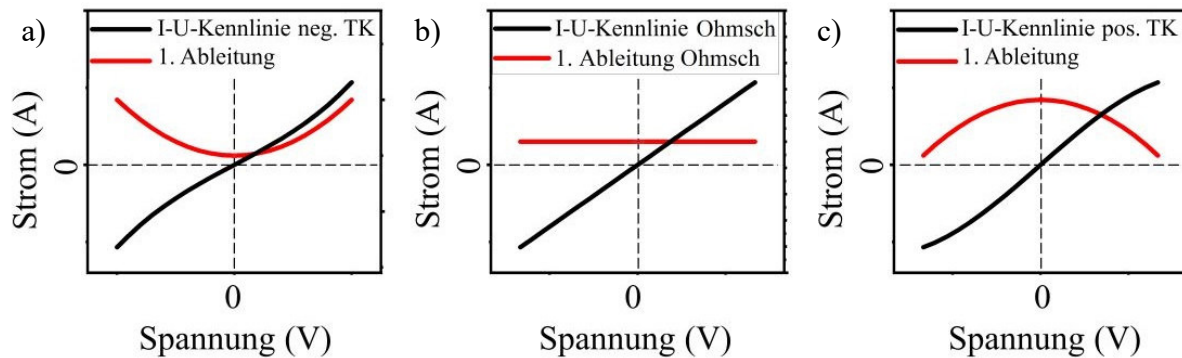 a)
I-U-Kennlinie neg. TK
1. Ableitung
Strom (A)
0
0
Spannung (V)
b)
I-U-Kennlinie Ohmsch
1. Ableitung Ohmsch
Strom (A)
0
0
Spannung (V)
c)
I-U-Kennlinie pos. TK
1. Ableitung
Strom (A)
0
0
Spannung (V)